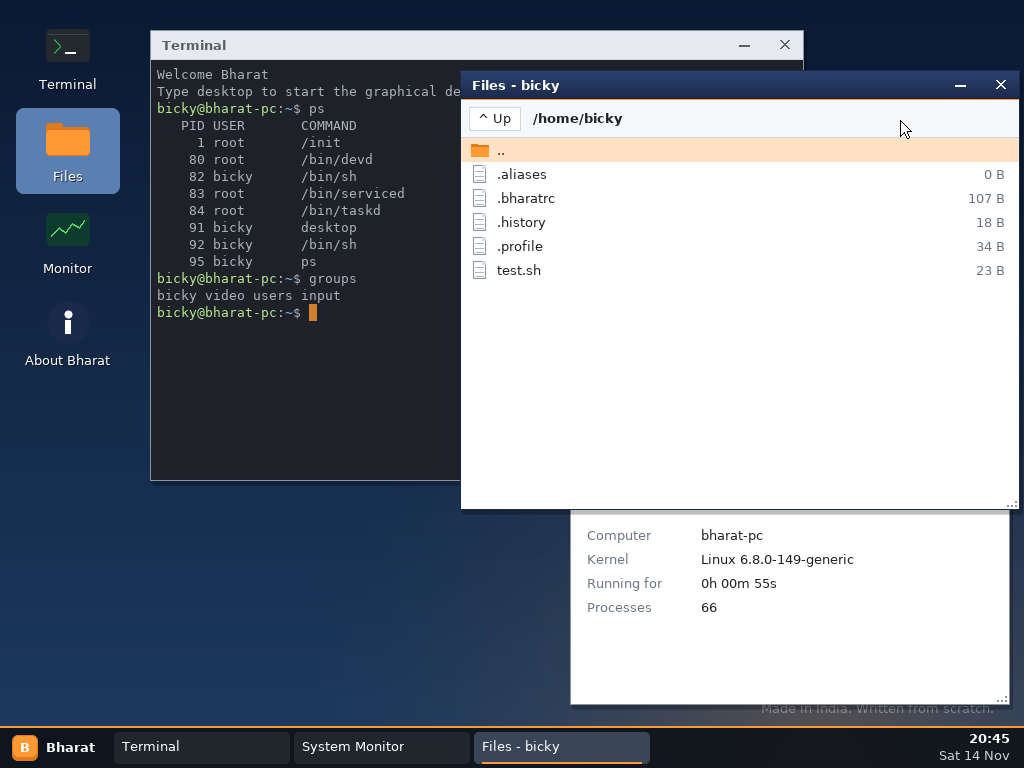 Terminal
Files
Monitor
About Bharat
Terminal
Welcome Bharat
Type desktop to start the graphical de
bicky@bharat-pc:~$ ps
PID USER COMMAND
1 root /init
80 root /bin/devd
82 bicky /bin/sh
83 root /bin/serviced
84 root /bin/taskd
91 bicky desktop
92 bicky /bin/sh
95 bicky ps
bicky@bharat-pc:~$ groups
bicky video users input
bicky@bharat-pc:~$
Files - bicky
^ Up /home/bicky
..
.aliases 0 B
.bharatrc 107 B
.history 18 B
.profile 34 B
test.sh 23 B
Computer bharat-pc
Kernel Linux 6.8.0-149-generic
Running for 0h 00m 55s
Processes 66
Made in India. Written from scratch.
B Bharat Terminal System Monitor Files - bicky
20:45
Sat 14 Nov